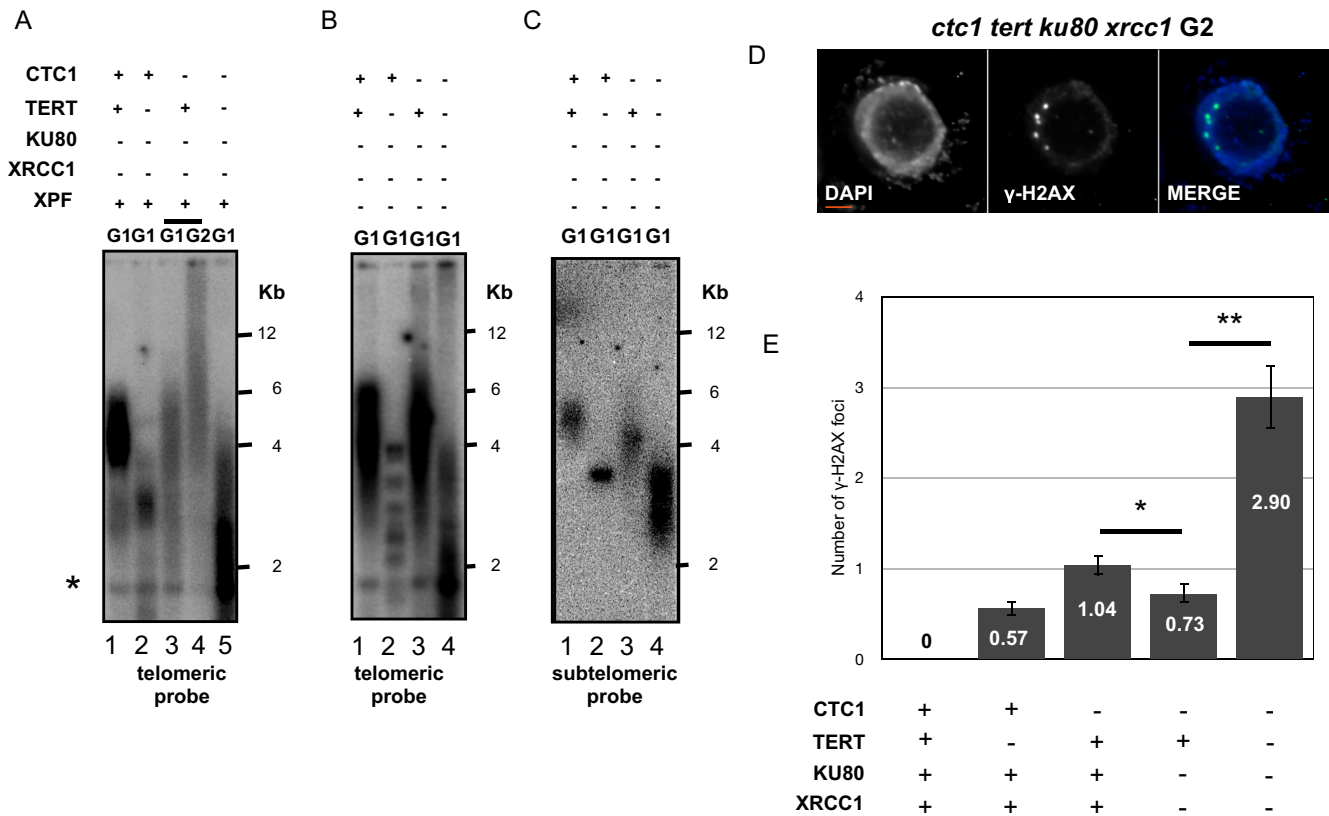 A
CTC1 + + - -
TERT + - + -
KU80 - - - -
XRCC1 - - - -
XPF + + + +
G1 G1 G1 G2 G1
Kb
12
6
4
2
*
1 2 3 4 5
telomeric
probe
B
+ + - -
+ - + -
- - - -
- - - -
- - - -
G1 G1 G1 G1
Kb
12
6
4
2
1 2 3 4
telomeric
probe
C
+ + - -
+ - + -
- - - -
- - - -
- - - -
G1 G1 G1 G1
Kb
12
6
4
2
1 2 3 4
subtelomeric
probe
ctc1 tert ku80 xrcc1 G2
D
DAPI
γ-H2AX
MERGE
E
Number of γ-H2AX foci
4
3
2
1
0
**
*
0
0.57
1.04
0.73
2.90
CTC1 + + - - -
TERT + - + + -
KU80 + + + - -
XRCC1 + + + - -